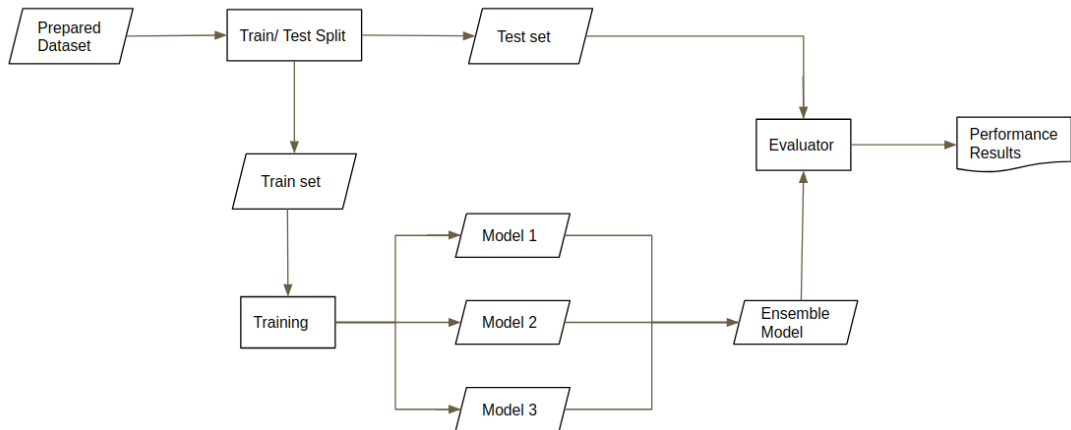 Prepared
Dataset
Train/ Test Split
Test set
Evaluator
Performance
Results
Train set
Model 1
Training
Model 2
Ensemble
Model
Model 3